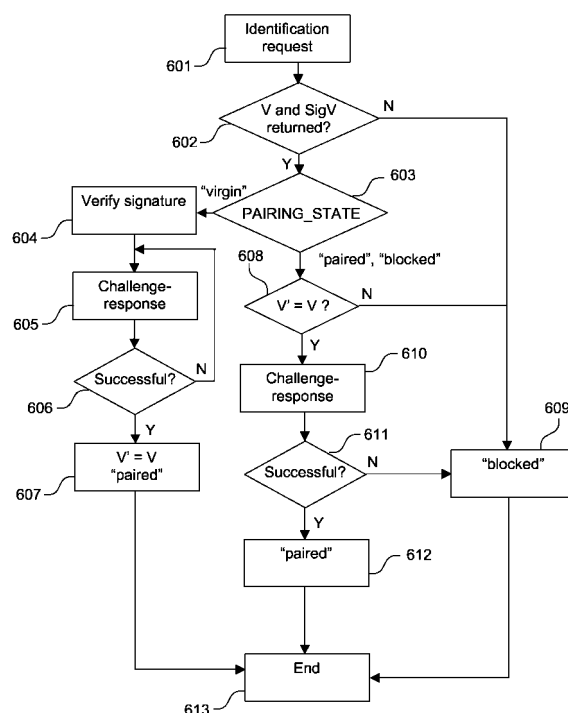 Identification
request
601
V and SigV
returned?
N
602
Y
603
"virgin"
Verify signature
PAIRING_STATE
604
608
"paired", "blocked"
Challenge-
response
V' = V ?
N
605
Y
610
Challenge-
response
Successful?
N
606
611
609
Y
Successful?
N
"blocked"
V' = V
"paired"
607
Y
"paired"
612
End
613